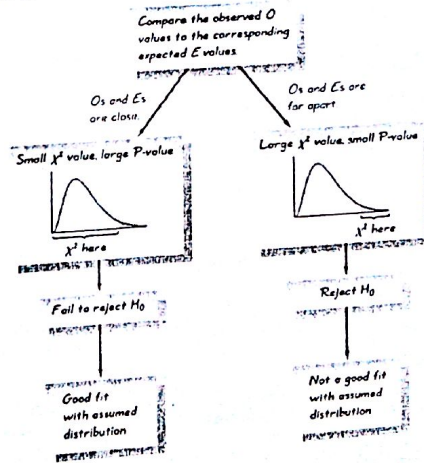 Compare the observed O
values to the corresponding
expected E values
Os and Es
are close.
Os and Es are
far apart
Small χ² value, large P-value
χ² here
Large χ² value, small P-value
χ² here
Fail to reject H₀
Reject H₀
Good fit
with assumed
distribution
Not a good fit
with assumed
distribution